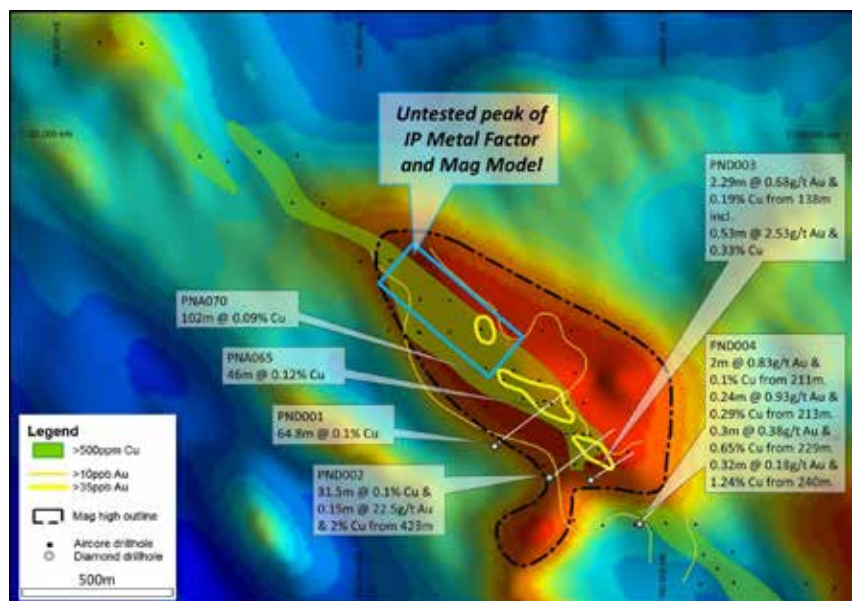 Untested peak of
IP Metal Factor
and Mag Model
PND003
2.29m @ 0.68g/t Au &
0.19% Cu from 138m
incl.
0.53m @ 2.53g/t Au &
0.33% Cu
PNA070
102m @ 0.09% Cu
PNA065
46m @ 0.12% Cu
PND001
64.8m @ 0.1% Cu
PND002
31.5m @ 0.1% Cu &
0.15m @ 22.5g/t Au
& 2% Cu from 423m
PND004
2m @ 0.83g/t Au &
0.1% Cu from 211m.
0.24m @ 0.93g/t Au &
0.29% Cu from 213m.
0.3m @ 0.38g/t Au &
0.65% Cu from 229m.
0.32m @ 0.18g/t Au &
1.24% Cu from 240m.
Legend
>500ppm Cu
>10ppb Au
>35ppb Au
Mag high outline
Aircore drillhole
Diamond drillhole
500m